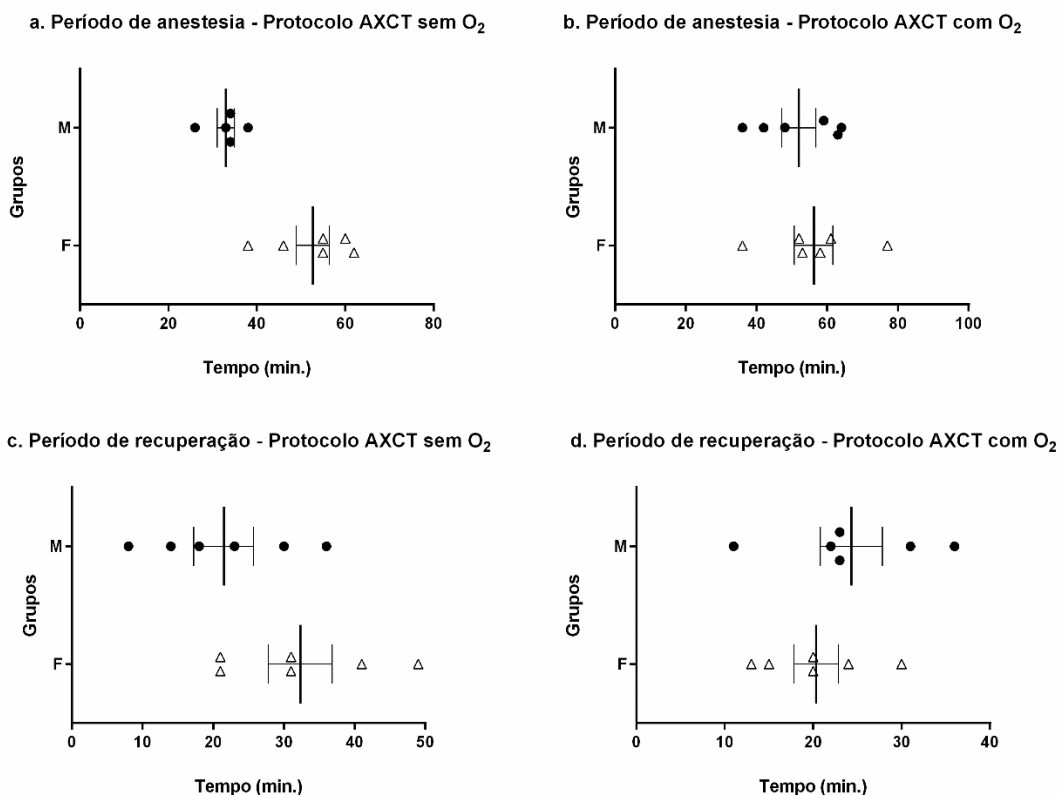 a. Período de anestesia - Protocolo AXCT sem O₂
M
F
Grupos
0 20 40 60 80
Tempo (min.)
b. Período de anestesia - Protocolo AXCT com O₂
M
F
Grupos
0 20 40 60 80 100
Tempo (min.)
c. Período de recuperação - Protocolo AXCT sem O₂
M
F
Grupos
0 10 20 30 40 50
Tempo (min.)
d. Período de recuperação - Protocolo AXCT com O₂
M
F
Grupos
0 10 20 30 40
Tempo (min.)